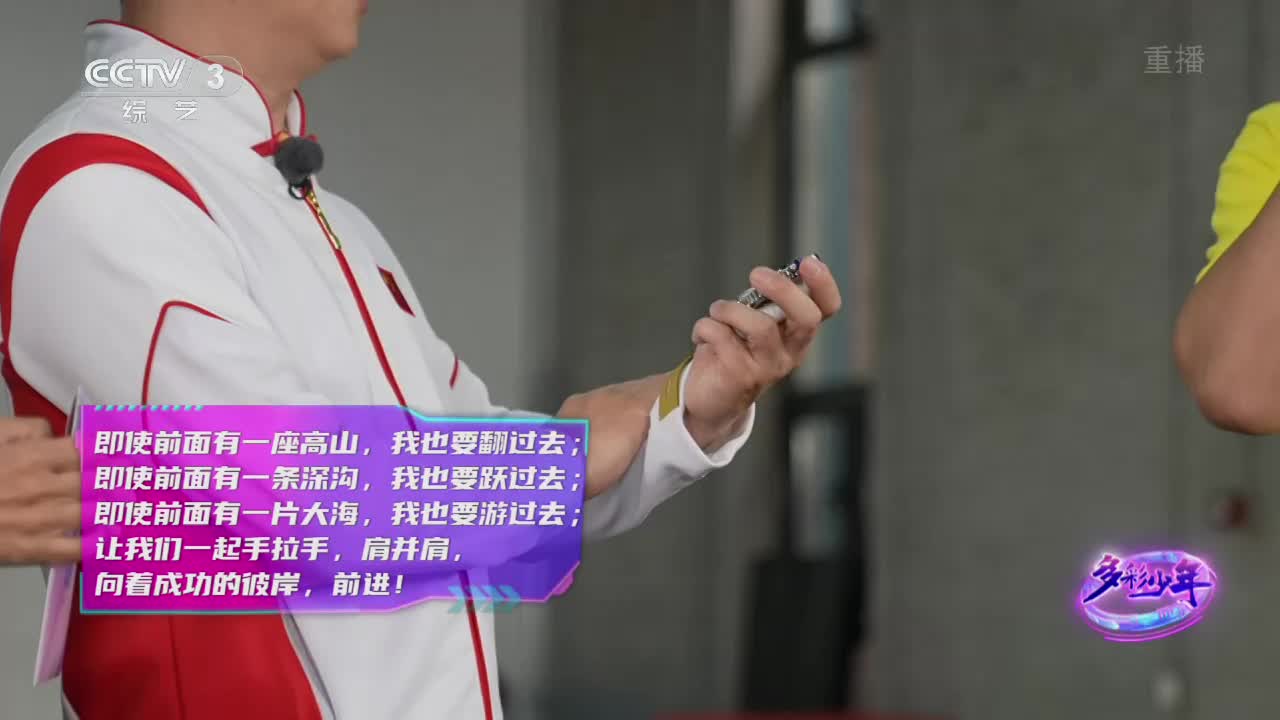 CCTV 3
综艺
重播
即使前面有一座高山，我也要翻过去；
即使前面有一条深沟，我也要跃过去；
即使前面有一片大海，我也要游过去；
让我们一起手拉手，肩并肩，
向着成功的彼岸，前进！
多彩少年